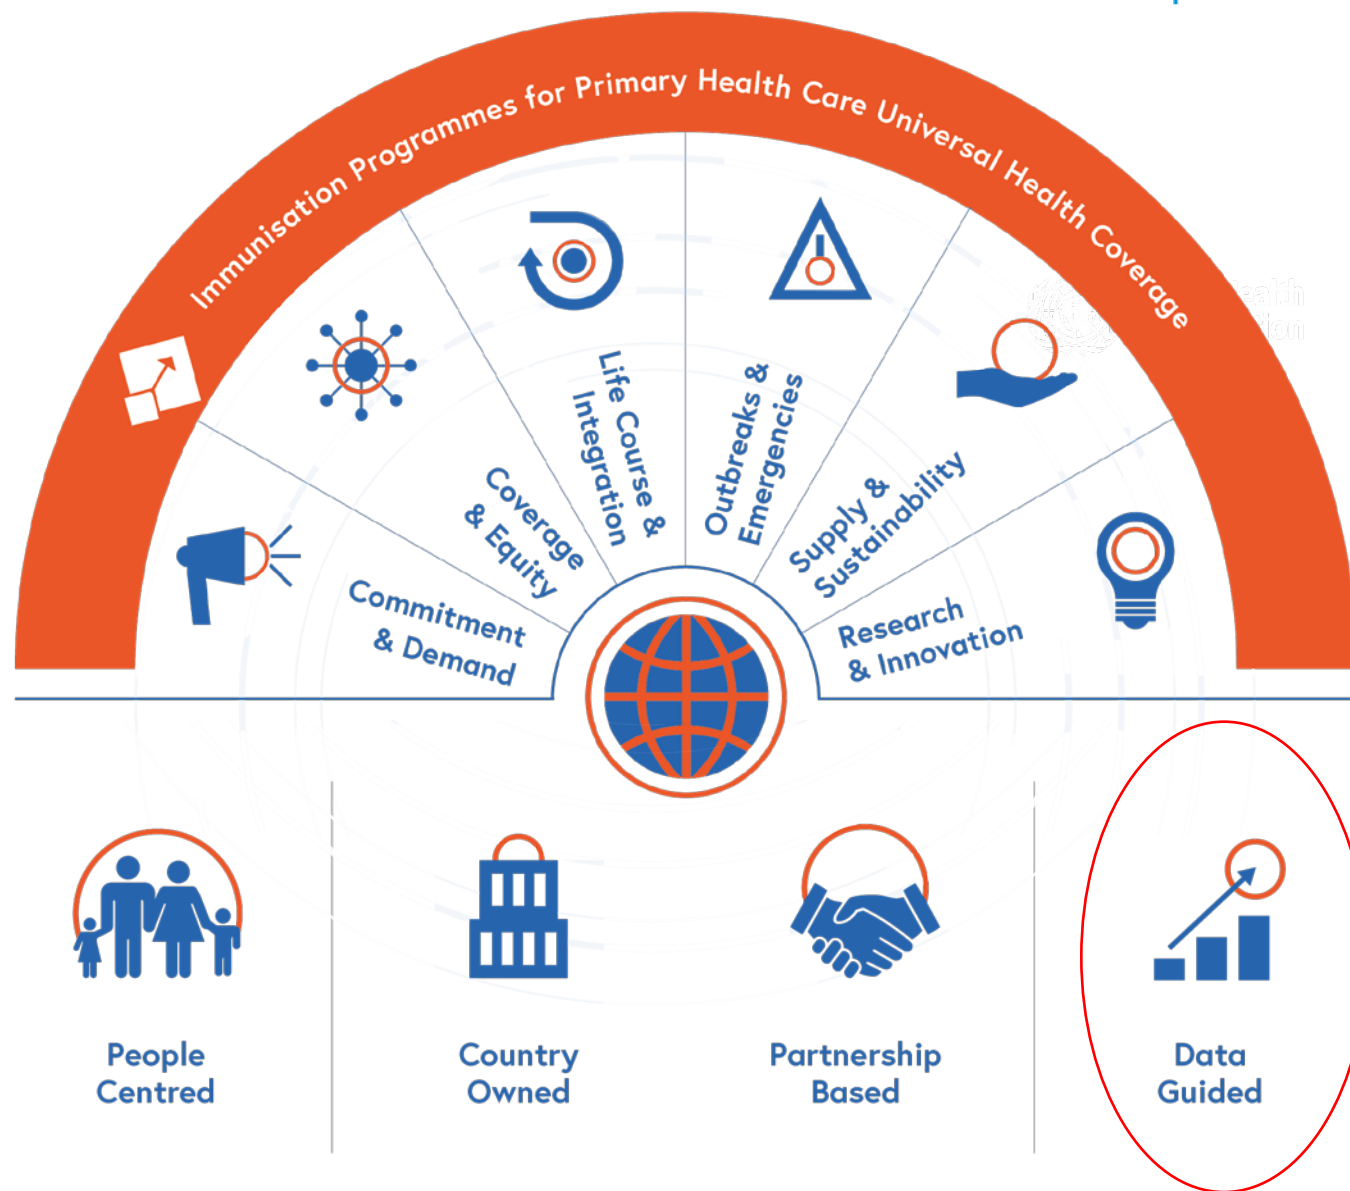 Immunisation Programmes for Primary Health Care Universal Health Coverage
Commitment
& Demand
Coverage
& Equity
Life Course &
Integration
Outbreaks &
Emergencies
Supply &
Sustainability
Research
& Innovation
People
Centred
Country
Owned
Partnership
Based
Data
Guided